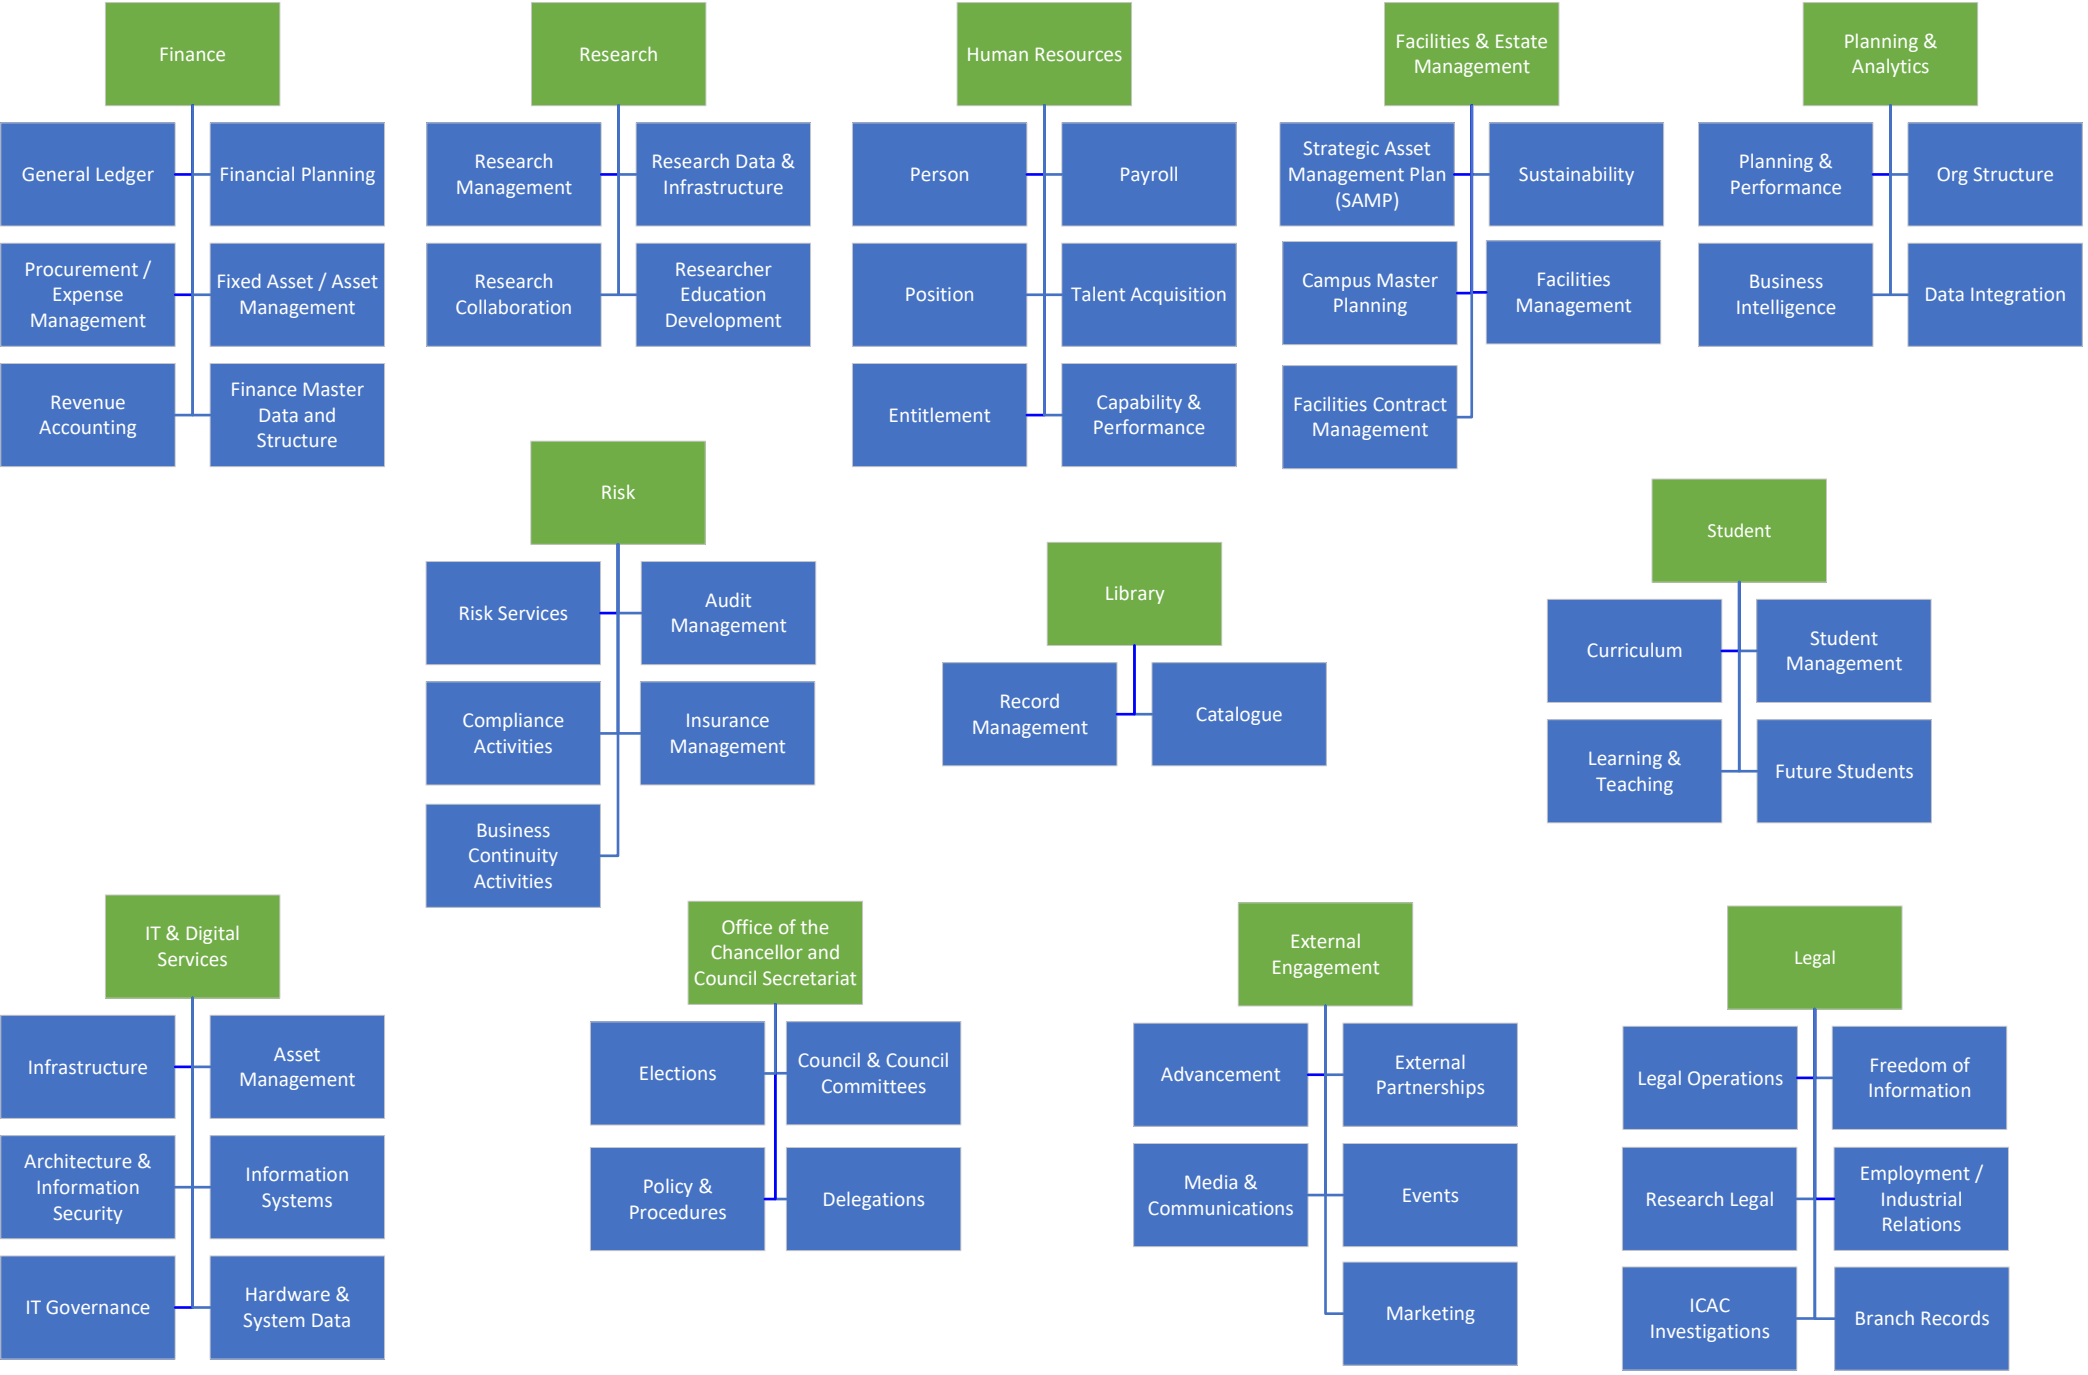 Finance
General Ledger
Financial Planning
Procurement /
Expense
Management
Fixed Asset / Asset
Management
Revenue
Accounting
Finance Master
Data and
Structure
Research
Research
Management
Research Data &
Infrastructure
Research
Collaboration
Researcher
Education
Development
Human Resources
Person
Payroll
Position
Talent Acquisition
Entitlement
Capability &
Performance
Facilities & Estate
Management
Strategic Asset
Management Plan
(SAMP)
Sustainability
Campus Master
Planning
Facilities
Management
Facilities Contract
Management
Planning &
Analytics
Planning &
Performance
Org Structure
Business
Intelligence
Data Integration
Risk
Risk Services
Audit
Management
Compliance
Activities
Insurance
Management
Business
Continuity
Activities
Library
Record
Management
Catalogue
Student
Curriculum
Student
Management
Learning &
Teaching
Future Students
IT & Digital
Services
Infrastructure
Asset
Management
Architecture &
Information
Security
Information
Systems
IT Governance
Hardware &
System Data
Office of the
Chancellor and
Council Secretariat
Elections
Council & Council
Committees
Policy &
Procedures
Delegations
External
Engagement
Advancement
External
Partnerships
Media &
Communications
Events
Marketing
Legal
Legal Operations
Freedom of
Information
Research Legal
Employment /
Industrial
Relations
ICAC
Investigations
Branch Records